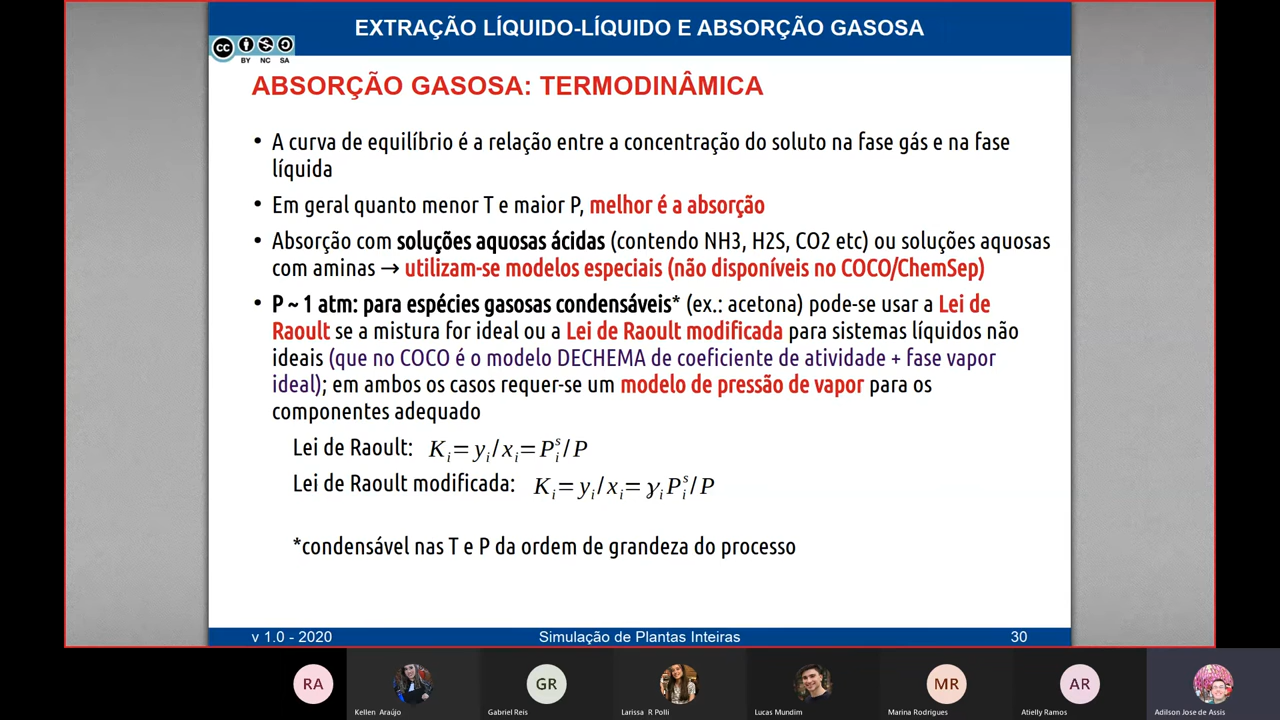 EXTRAÇÃO LÍQUIDO-LÍQUIDO E ABSORÇÃO GASOSA
cc
BY NC SA
ABSORÇÃO GASOSA: TERMODINÂMICA
• A curva de equilíbrio é a relação entre a concentração do soluto na fase gás e na fase
líquida
• Em geral quanto menor T e maior P, melhor é a absorção
• Absorção com soluções aquosas ácidas (contendo NH3, H2S, CO2 etc) ou soluções aquosas
com aminas → utilizam-se modelos especiais (não disponíveis no COCO/ChemSep)
• P ~ 1 atm: para espécies gasosas condensáveis* (ex.: acetona) pode-se usar a Lei de
Raoult se a mistura for ideal ou a Lei de Raoult modificada para sistemas líquidos não
ideais (que no COCO é o modelo DECHEMA de coeficiente de atividade + fase vapor
ideal); em ambos os casos requer-se um modelo de pressão de vapor para os
componentes adequado
Lei de Raoult: K_i = y_i / x_i = P_i^s / P
Lei de Raoult modificada: K_i = y_i / x_i = γ_i P_i^s / P
*condensável nas T e P da ordem de grandeza do processo
v 1.0 - 2020 Simulação de Plantas Inteiras 30
RA GR MR AR
Kellen Araújo Gabriel Reis Larissa R Polli Lucas Mundim Marina Rodrigues Atielly Ramos Adilson Jose de Assis